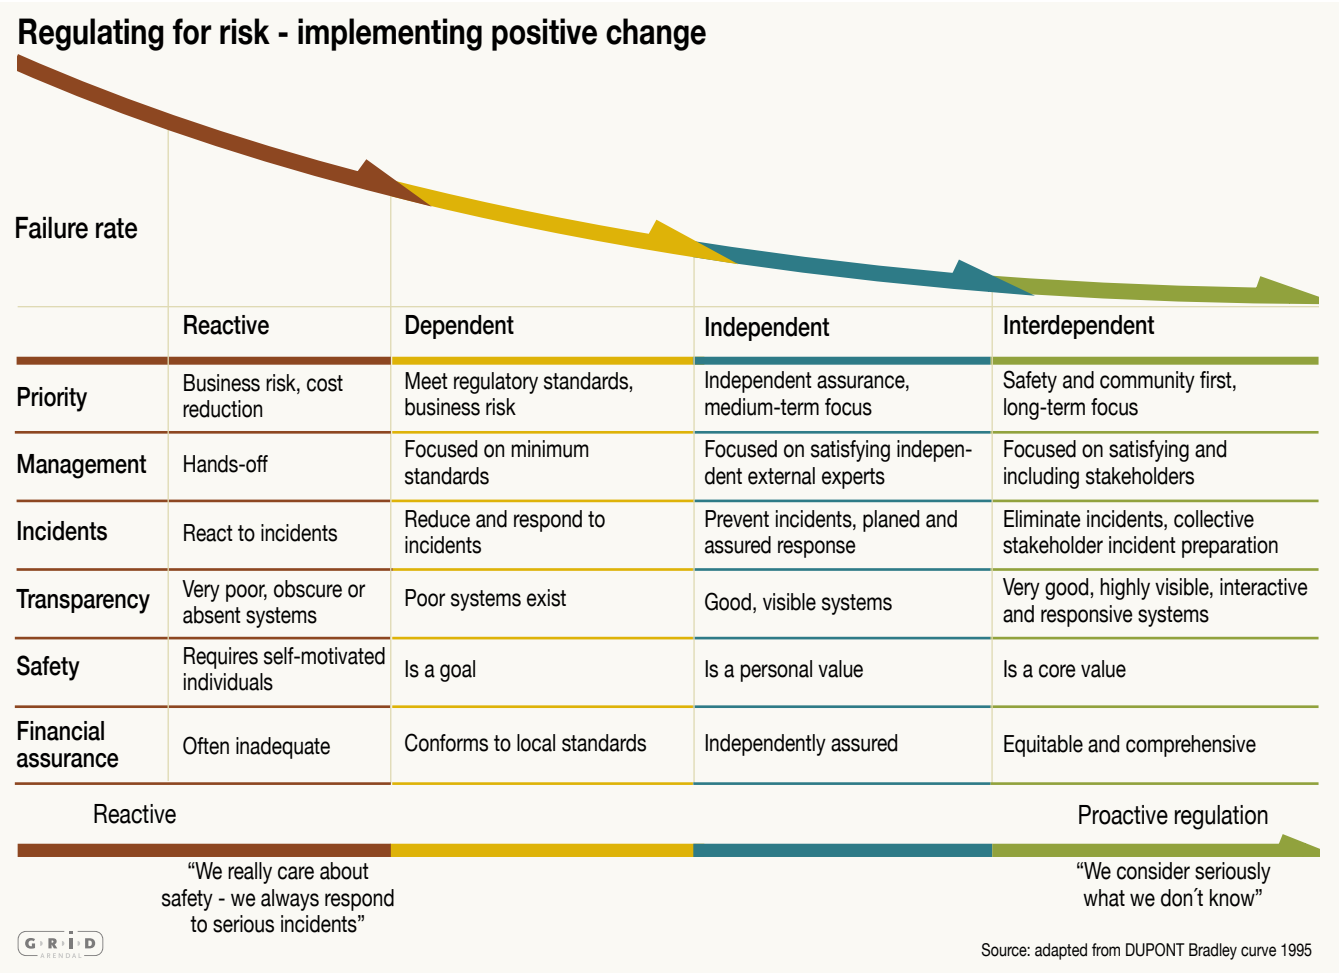 Regulating for risk - implementing positive change
Failure rate
Reactive
Dependent
Independent
Interdependent
Priority
Business risk, cost
reduction
Meet regulatory standards,
business risk
Independent assurance,
medium-term focus
Safety and community first,
long-term focus
Management
Hands-off
Focused on minimum
standards
Focused on satisfying indepen-
dent external experts
Focused on satisfying and
including stakeholders
Incidents
React to incidents
Reduce and respond to
incidents
Prevent incidents, planed and
assured response
Eliminate incidents, collective
stakeholder incident preparation
Transparency
Very poor, obscure or
absent systems
Poor systems exist
Good, visible systems
Very good, highly visible, interactive
and responsive systems
Safety
Requires self-motivated
individuals
Is a goal
Is a personal value
Is a core value
Financial
assurance
Often inadequate
Conforms to local standards
Independently assured
Equitable and comprehensive
Reactive
Proactive regulation
“We really care about
safety - we always respond
to serious incidents”
“We consider seriously
what we don´t know”
G R i D
ARENDAL
Source: adapted from DUPONT Bradley curve 1995